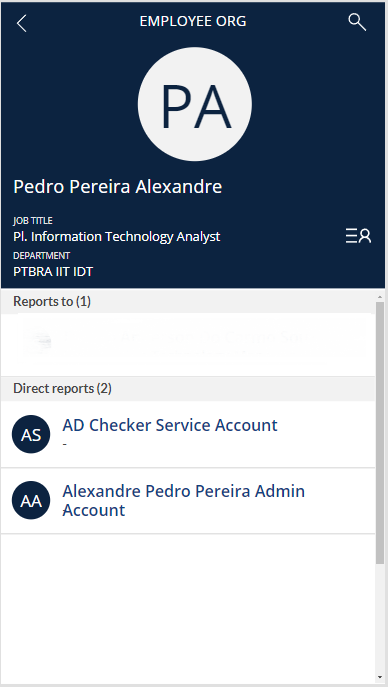 EMPLOYEE ORG
PA
Pedro Pereira Alexandre
JOB TITLE
Pl. Information Technology Analyst
DEPARTMENT
PTBRA IIT IDT
Reports to (1)
Direct reports (2)
AS
AD Checker Service Account
-
AA
Alexandre Pedro Pereira Admin
Account